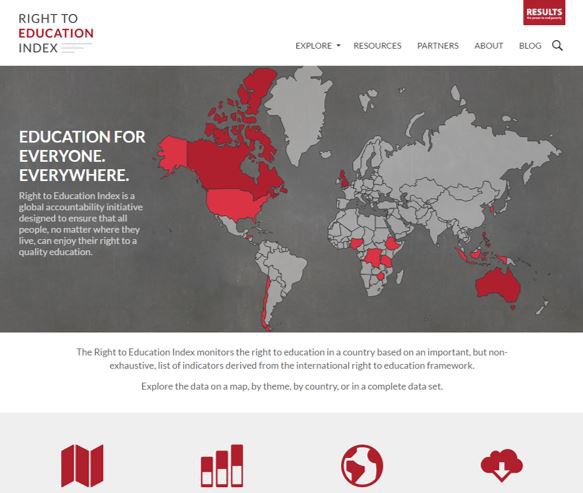 RIGHT TO
EDUCATION
INDEX
RESULTS
the power to end poverty
EXPLORE RESOURCES PARTNERS ABOUT BLOG
EDUCATION FOR
EVERYONE.
EVERYWHERE.
Right to Education Index is a
global accountability initiative
designed to ensure that all
people, no matter where they
live, can enjoy their right to a
quality education.
The Right to Education Index monitors the right to education in a country based on an important, but non-
exhaustive, list of indicators derived from the international right to education framework.
Explore the data on a map, by theme, by country, or in a complete data set.